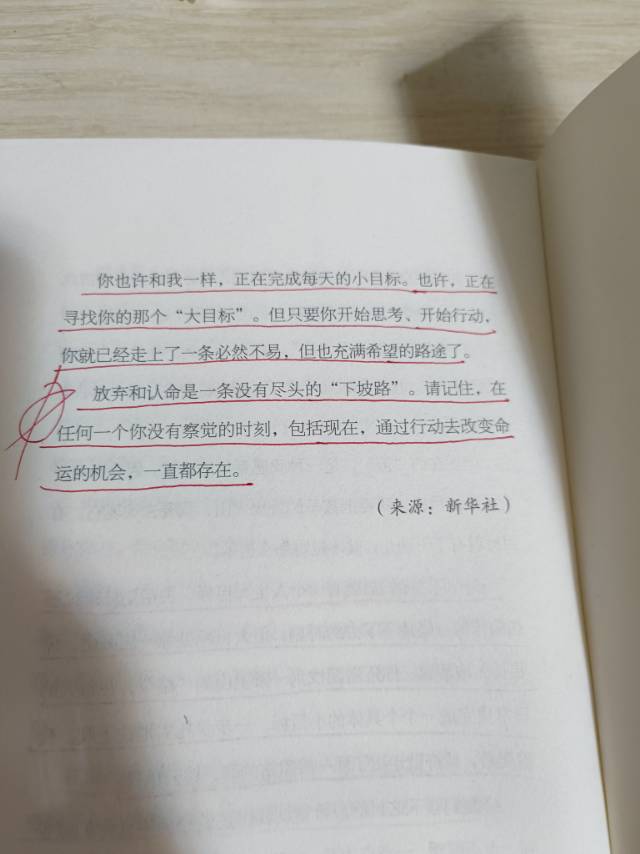 你也许和我一样，正在完成每天的小目标。也许，正在
寻找你的那个“大目标”。但只要你开始思考、开始行动，
你就已经走上了一条必然不易，但也充满希望的路途了。
放弃和认命是一条没有尽头的“下坡路”。请记住，在
任何一个你没有察觉的时刻，包括现在，通过行动去改变命
运的机会，一直都存在。
（来源：新华社）